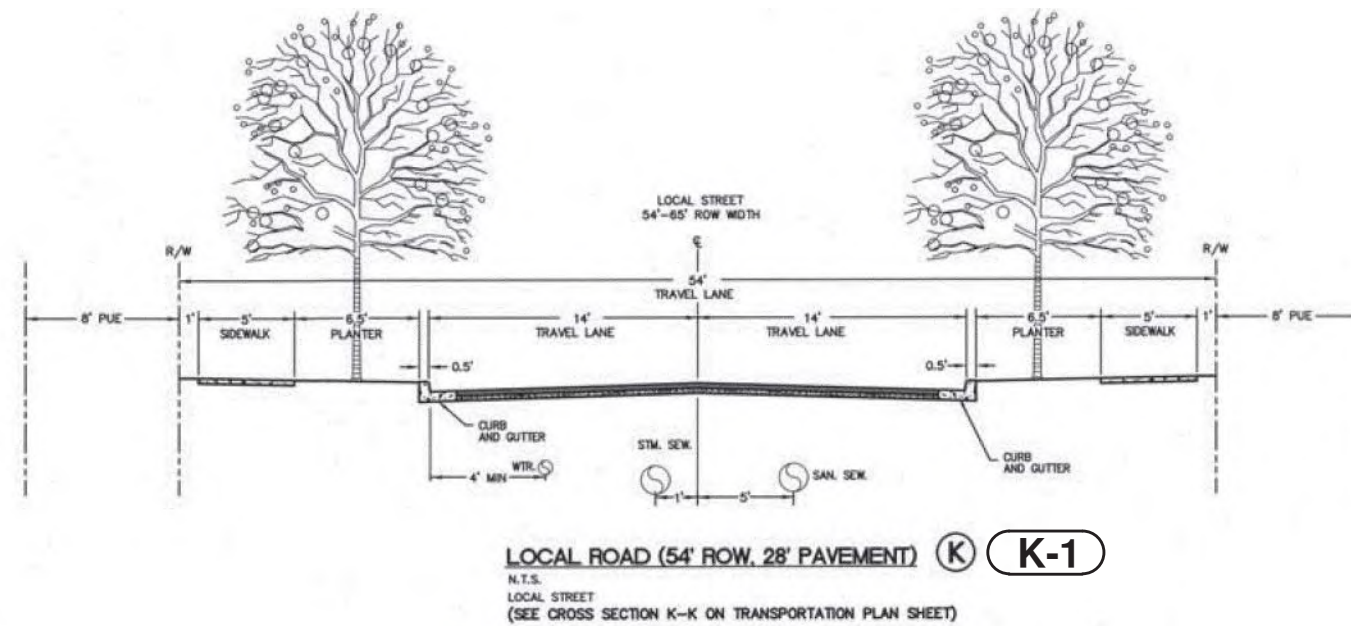 LOCAL STREET
54'-65' ROW WIDTH
℄
R/W
R/W
54'
TRAVEL LANE
8' PUE
1'
5'
6.5'
14'
14'
6.5'
5'
1'
8' PUE
SIDEWALK
PLANTER
TRAVEL LANE
TRAVEL LANE
PLANTER
SIDEWALK
0.5'
0.5'
CURB
AND GUTTER
STM. SEW.
CURB
AND GUTTER
WTR.
4' MIN
SAN. SEW.
1'
5'
LOCAL ROAD (54' ROW, 28' PAVEMENT) K K-1
N.T.S.
LOCAL STREET
(SEE CROSS SECTION K-K ON TRANSPORTATION PLAN SHEET)